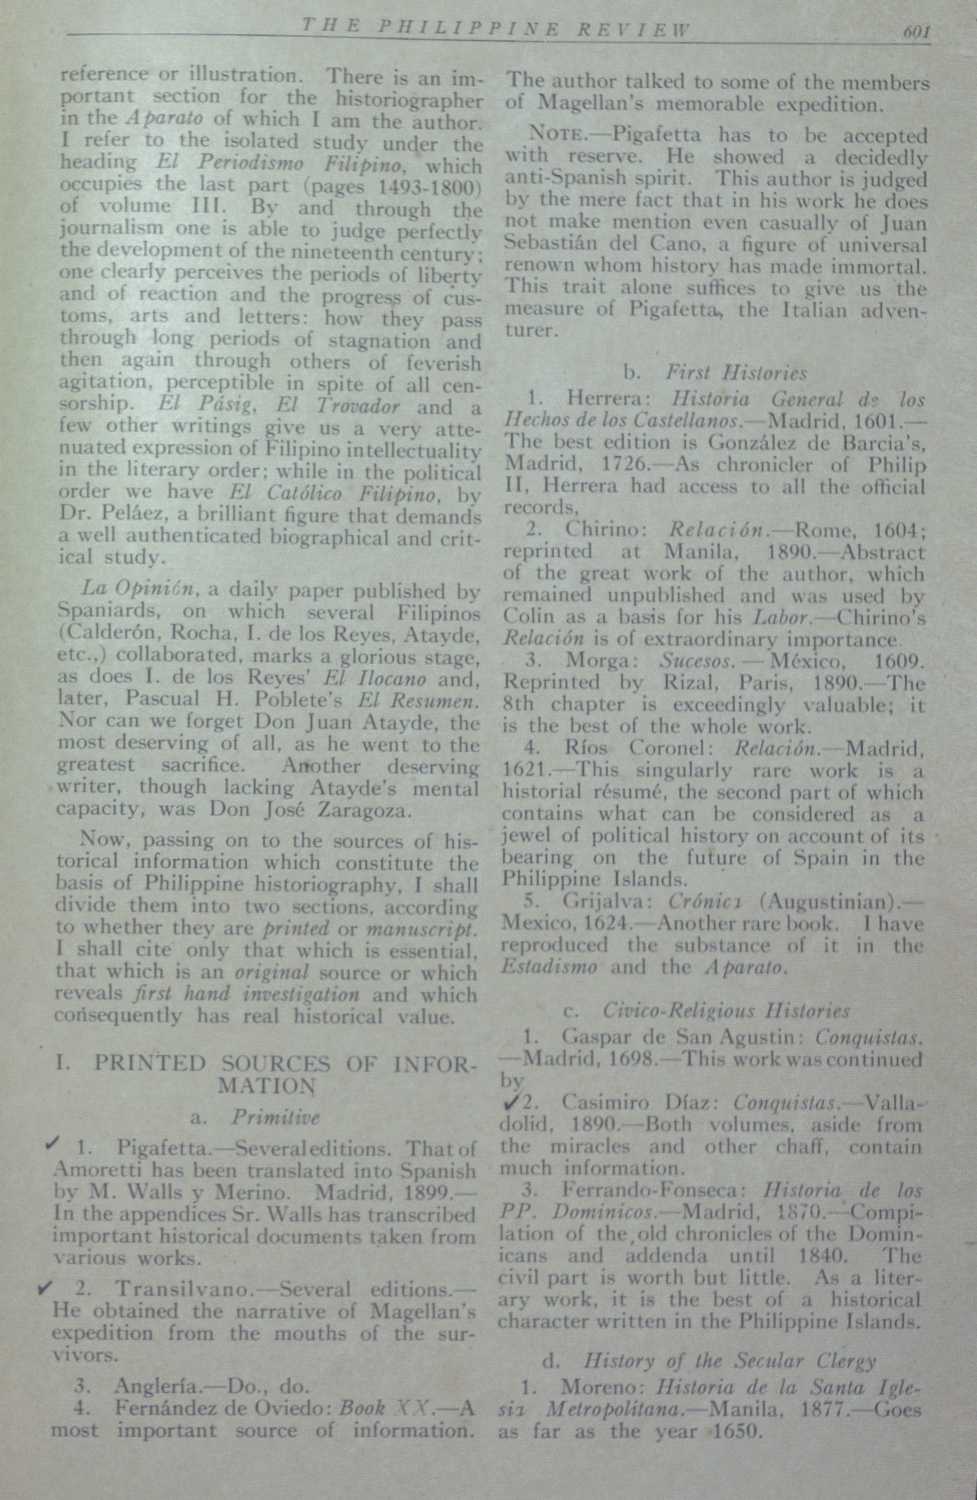 THE PHILIPPINE REVIEW 601
reference or illustration. There is an im-
portant section for the historiographer
in the Aparato of which I am the author.
I refer to the isolated study under the
heading El Periodismo Filipino, which
occupies the last part (pages 1493-1800)
of volume III. By and through the
journalism one is able to judge perfectly
the development of the nineteenth century;
one clearly perceives the periods of liberty
and of reaction and the progress of cus-
toms, arts and letters: how they pass
through long periods of stagnation and
then again through others of feverish
agitation, perceptible in spite of all cen-
sorship. El Pásig, El Trovador and a
few other writings give us a very atte-
nuated expression of Filipino intellectuality
in the literary order; while in the political
order we have El Católico Filipino, by
Dr. Peláez, a brilliant figure that demands
a well authenticated biographical and crit-
ical study.
La Opinión, a daily paper published by
Spaniards, on which several Filipinos
(Calderón, Rocha, I. de los Reyes, Atayde,
etc.,) collaborated, marks a glorious stage,
as does I. de los Reyes' El Ilocano and,
later, Pascual H. Poblete's El Resumen.
Nor can we forget Don Juan Atayde, the
most deserving of all, as he went to the
greatest sacrifice. Another deserving
writer, though lacking Atayde's mental
capacity, was Don José Zaragoza.
Now, passing on to the sources of his-
torical information which constitute the
basis of Philippine historiography, I shall
divide them into two sections, according
to whether they are printed or manuscript.
I shall cite only that which is essential,
that which is an original source or which
reveals first hand investigation and which
consequently has real historical value.
I. PRINTED SOURCES OF INFOR-
MATION
a. Primitive
✓ 1. Pigafetta.—Several editions. That of
Amoretti has been translated into Spanish
by M. Walls y Merino. Madrid, 1899.—
In the appendices Sr. Walls has transcribed
important historical documents taken from
various works.
✓ 2. Transilvano.—Several editions.—
He obtained the narrative of Magellan's
expedition from the mouths of the sur-
vivors.
3. Anglería.—Do., do.
4. Fernández de Oviedo: Book XX.—A
most important source of information.
The author talked to some of the members
of Magellan's memorable expedition.
NOTE.—Pigafetta has to be accepted
with reserve. He showed a decidedly
anti-Spanish spirit. This author is judged
by the mere fact that in his work he does
not make mention even casually of Juan
Sebastián del Cano, a figure of universal
renown whom history has made immortal.
This trait alone suffices to give us the
measure of Pigafetta, the Italian adven-
turer.
b. First Histories
1. Herrera: Historia General de los
Hechos de los Castellanos.—Madrid, 1601.—
The best edition is González de Barcia's,
Madrid, 1726.—As chronicler of Philip
II, Herrera had access to all the official
records,
2. Chirino: Relación.—Rome, 1604;
reprinted at Manila, 1890.—Abstract
of the great work of the author, which
remained unpublished and was used by
Colin as a basis for his Labor.—Chirino's
Relación is of extraordinary importance.
3. Morga: Sucesos.—México, 1609.
Reprinted by Rizal, Paris, 1890.—The
8th chapter is exceedingly valuable; it
is the best of the whole work.
4. Ríos Coronel: Relación.—Madrid,
1621.—This singularly rare work is a
historial résumé, the second part of which
contains what can be considered as a
jewel of political history on account of its
bearing on the future of Spain in the
Philippine Islands.
5. Grijalva: Crónica (Augustinian).—
Mexico, 1624.—Another rare book. I have
reproduced the substance of it in the
Estadismo and the Aparato.
c. Civico-Religious Histories
1. Gaspar de San Agustin: Conquistas.
—Madrid, 1698.—This work was continued
by
✓2. Casimiro Díaz: Conquistas.—Valla-
dolid, 1890.—Both volumes, aside from
the miracles and other chaff, contain
much information.
3. Ferrando-Fonseca: Historia de los
PP. Dominicos.—Madrid, 1870.—Compi-
lation of the old chronicles of the Domin-
icans and addenda until 1840. The
civil part is worth but little. As a liter-
ary work, it is the best of a historical
character written in the Philippine Islands.
d. History of the Secular Clergy
1. Moreno: Historia de la Santa Igle-
sia Metropolitana.—Manila, 1877.—Goes
as far as the year 1650.